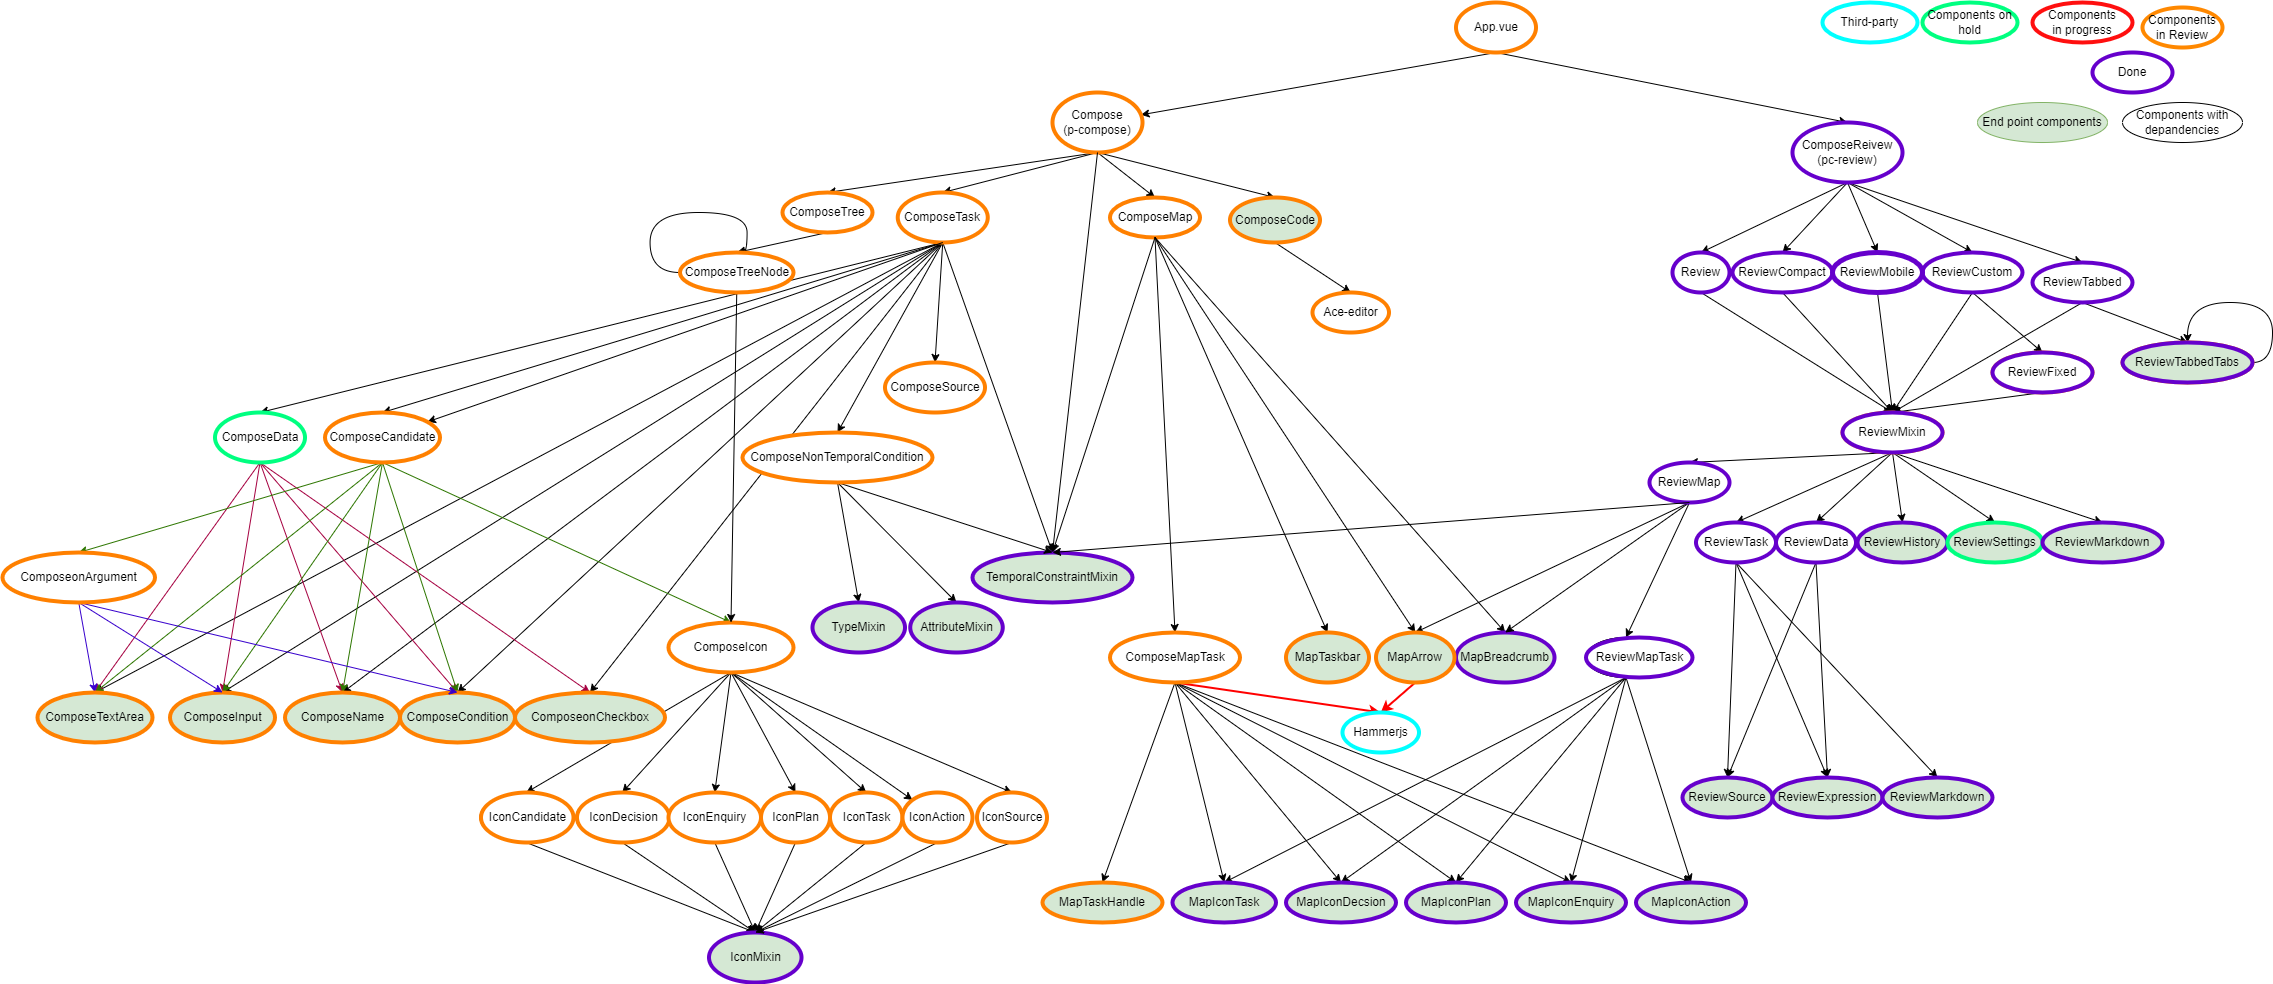 App.vue
Third-party
Components on
hold
Components
in progress
Components
in Review
Done
End point components
Components with
depandencies
Compose
(p-compose)
ComposeReivew
(pc-review)
ComposeTree
ComposeTask
ComposeMap
ComposeCode
ComposeTreeNode
Ace-editor
Review
ReviewCompact
ReviewMobile
ReviewCustom
ReviewTabbed
ComposeSource
ReviewFixed
ReviewTabbedTabs
ComposeData
ComposeCandidate
ComposeNonTemporalCondition
ReviewMixin
ReviewMap
ReviewTask
ReviewData
ReviewHistory
ReviewSettings
ReviewMarkdown
ComposeonArgument
TemporalConstraintMixin
TypeMixin
AttributeMixin
ComposeIcon
ComposeMapTask
MapTaskbar
MapArrow
MapBreadcrumb
ReviewMapTask
ComposeTextArea
ComposeInput
ComposeName
ComposeCondition
ComposeonCheckbox
Hammerjs
ReviewSource
ReviewExpression
ReviewMarkdown
IconCandidate
IconDecision
IconEnquiry
IconPlan
IconTask
IconAction
IconSource
MapTaskHandle
MapIconTask
MapIconDecsion
MapIconPlan
MapIconEnquiry
MapIconAction
IconMixin